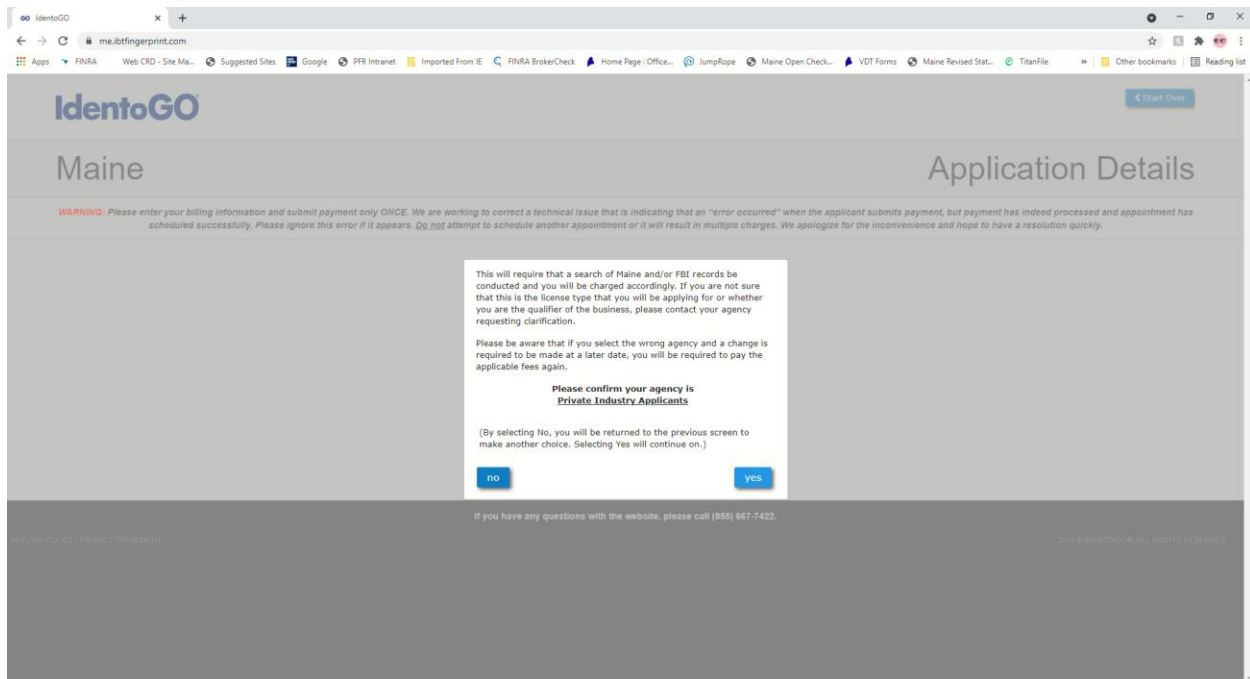 GO IdentoGO
me.ibtfingerprint.com
Apps FINRA Web CRD - Site Ma... Suggested Sites Google PFR Intranet Imported From IE FINRA BrokerCheck Home Page : Office... JumpRope Maine Open Check... VDT Forms Maine Revised Stat... TitanFile » Other bookmarks Reading list
IdentoGO
Start Over
Maine
Application Details
WARNING: Please enter your billing information and submit payment only ONCE. We are working to correct a technical issue that is indicating that an "error occurred" when the applicant submits payment, but payment has indeed processed and appointment has
scheduled successfully. Please ignore this error if it appears. Do not attempt to schedule another appointment or it will result in multiple charges. We apologize for the inconvenience and hope to have a resolution quickly.
This will require that a search of Maine and/or FBI records be
conducted and you will be charged accordingly. If you are not sure
that this is the license type that you will be applying for or whether
you are the qualifier of the business, please contact your agency
requesting clarification.
Please be aware that if you select the wrong agency and a change is
required to be made at a later date, you will be required to pay the
applicable fees again.
Please confirm your agency is
Private Industry Applicants
(By selecting No, you will be returned to the previous screen to
make another choice. Selecting Yes will continue on.)
no
yes
If you have any questions with the website, please call (855) 667-7422.
REFUND POLICY | PRIVACY STATEMENT
IDENTOGO®. ALL RIGHTS RESERVED